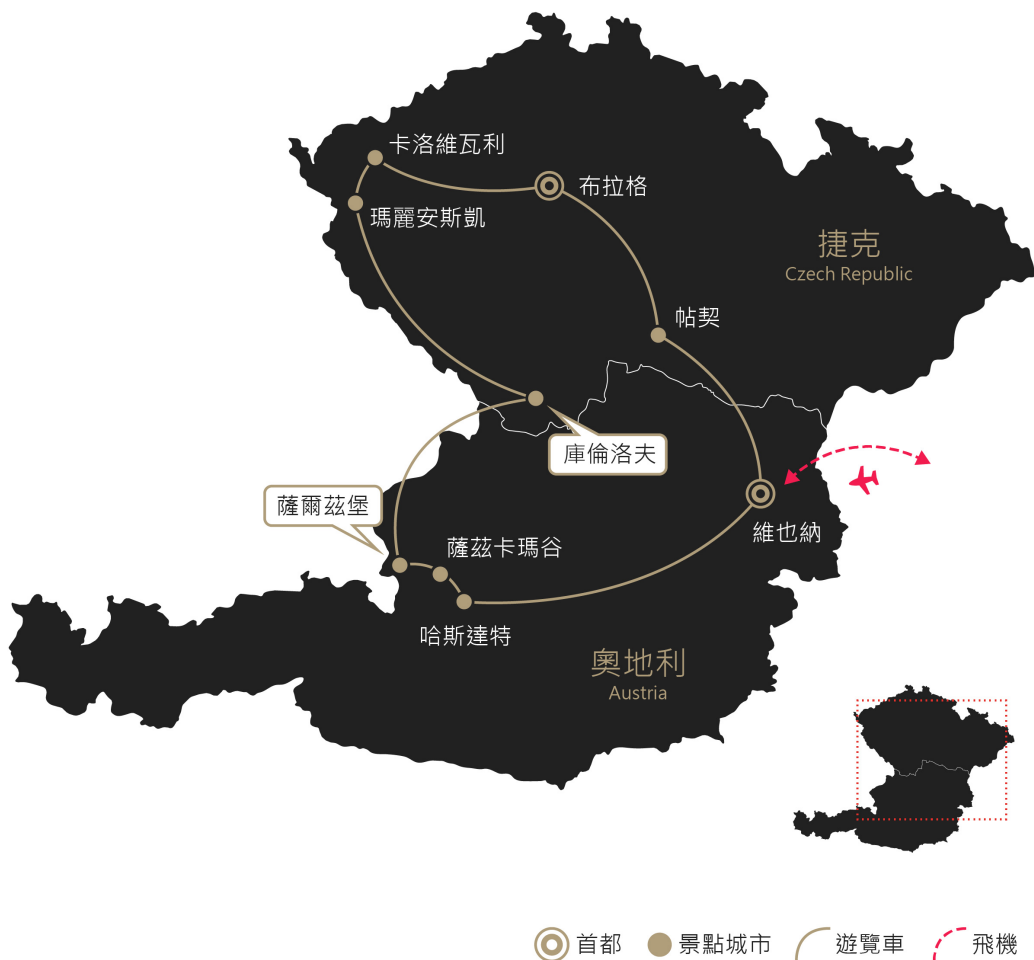 卡洛維瓦利
布拉格
瑪麗安斯凱
捷克
Czech Republic
帖契
庫倫洛夫
薩爾茲堡
維也納
薩茲卡瑪谷
哈斯達特
奧地利
Austria
首都
景點城市
遊覽車
飛機